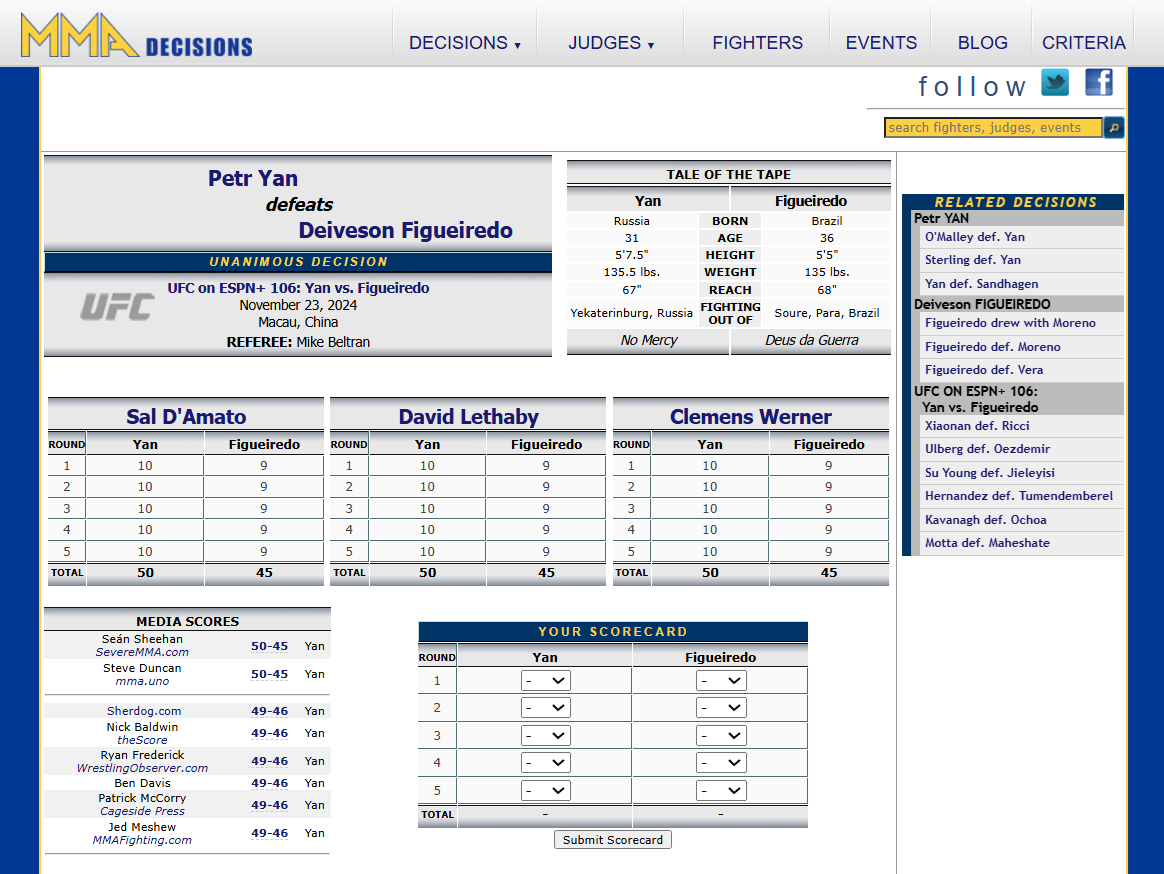 MMA DECISIONS
DECISIONS ▼ JUDGES ▼ FIGHTERS EVENTS BLOG CRITERIA
follow
search fighters, judges, events
Petr Yan
defeats
Deiveson Figueiredo
UNANIMOUS DECISION
UFC
UFC on ESPN+ 106: Yan vs. Figueiredo
November 23, 2024
Macau, China
REFEREE: Mike Beltran
TALE OF THE TAPE
Yan Figueiredo
Russia BORN Brazil
31 AGE 36
5'7.5" HEIGHT 5'5"
135.5 lbs. WEIGHT 135 lbs.
67" REACH 68"
Yekaterinburg, Russia FIGHTING OUT OF Soure, Para, Brazil
No Mercy Deus da Guerra
RELATED DECISIONS
Petr YAN
O'Malley def. Yan
Sterling def. Yan
Yan def. Sandhagen
Deiveson FIGUEIREDO
Figueiredo drew with Moreno
Figueiredo def. Moreno
Figueiredo def. Vera
UFC ON ESPN+ 106:
Yan vs. Figueiredo
Xiaonan def. Ricci
Ulberg def. Oezdemir
Su Young def. Jieleyisi
Hernandez def. Tumendemberel
Kavanagh def. Ochoa
Motta def. Maheshate
Sal D'Amato
ROUND Yan Figueiredo
1 10 9
2 10 9
3 10 9
4 10 9
5 10 9
TOTAL 50 45
David Lethaby
ROUND Yan Figueiredo
1 10 9
2 10 9
3 10 9
4 10 9
5 10 9
TOTAL 50 45
Clemens Werner
ROUND Yan Figueiredo
1 10 9
2 10 9
3 10 9
4 10 9
5 10 9
TOTAL 50 45
MEDIA SCORES
Seán Sheehan
SevereMMA.com 50-45 Yan
Steve Duncan
mma.uno 50-45 Yan
Sherdog.com 49-46 Yan
Nick Baldwin
theScore 49-46 Yan
Ryan Frederick
WrestlingObserver.com 49-46 Yan
Ben Davis 49-46 Yan
Patrick McCorry
Cageside Press 49-46 Yan
Jed Meshew
MMAFighting.com 49-46 Yan
YOUR SCORECARD
ROUND Yan Figueiredo
1 - -
2 - -
3 - -
4 - -
5 - -
TOTAL - -
Submit Scorecard